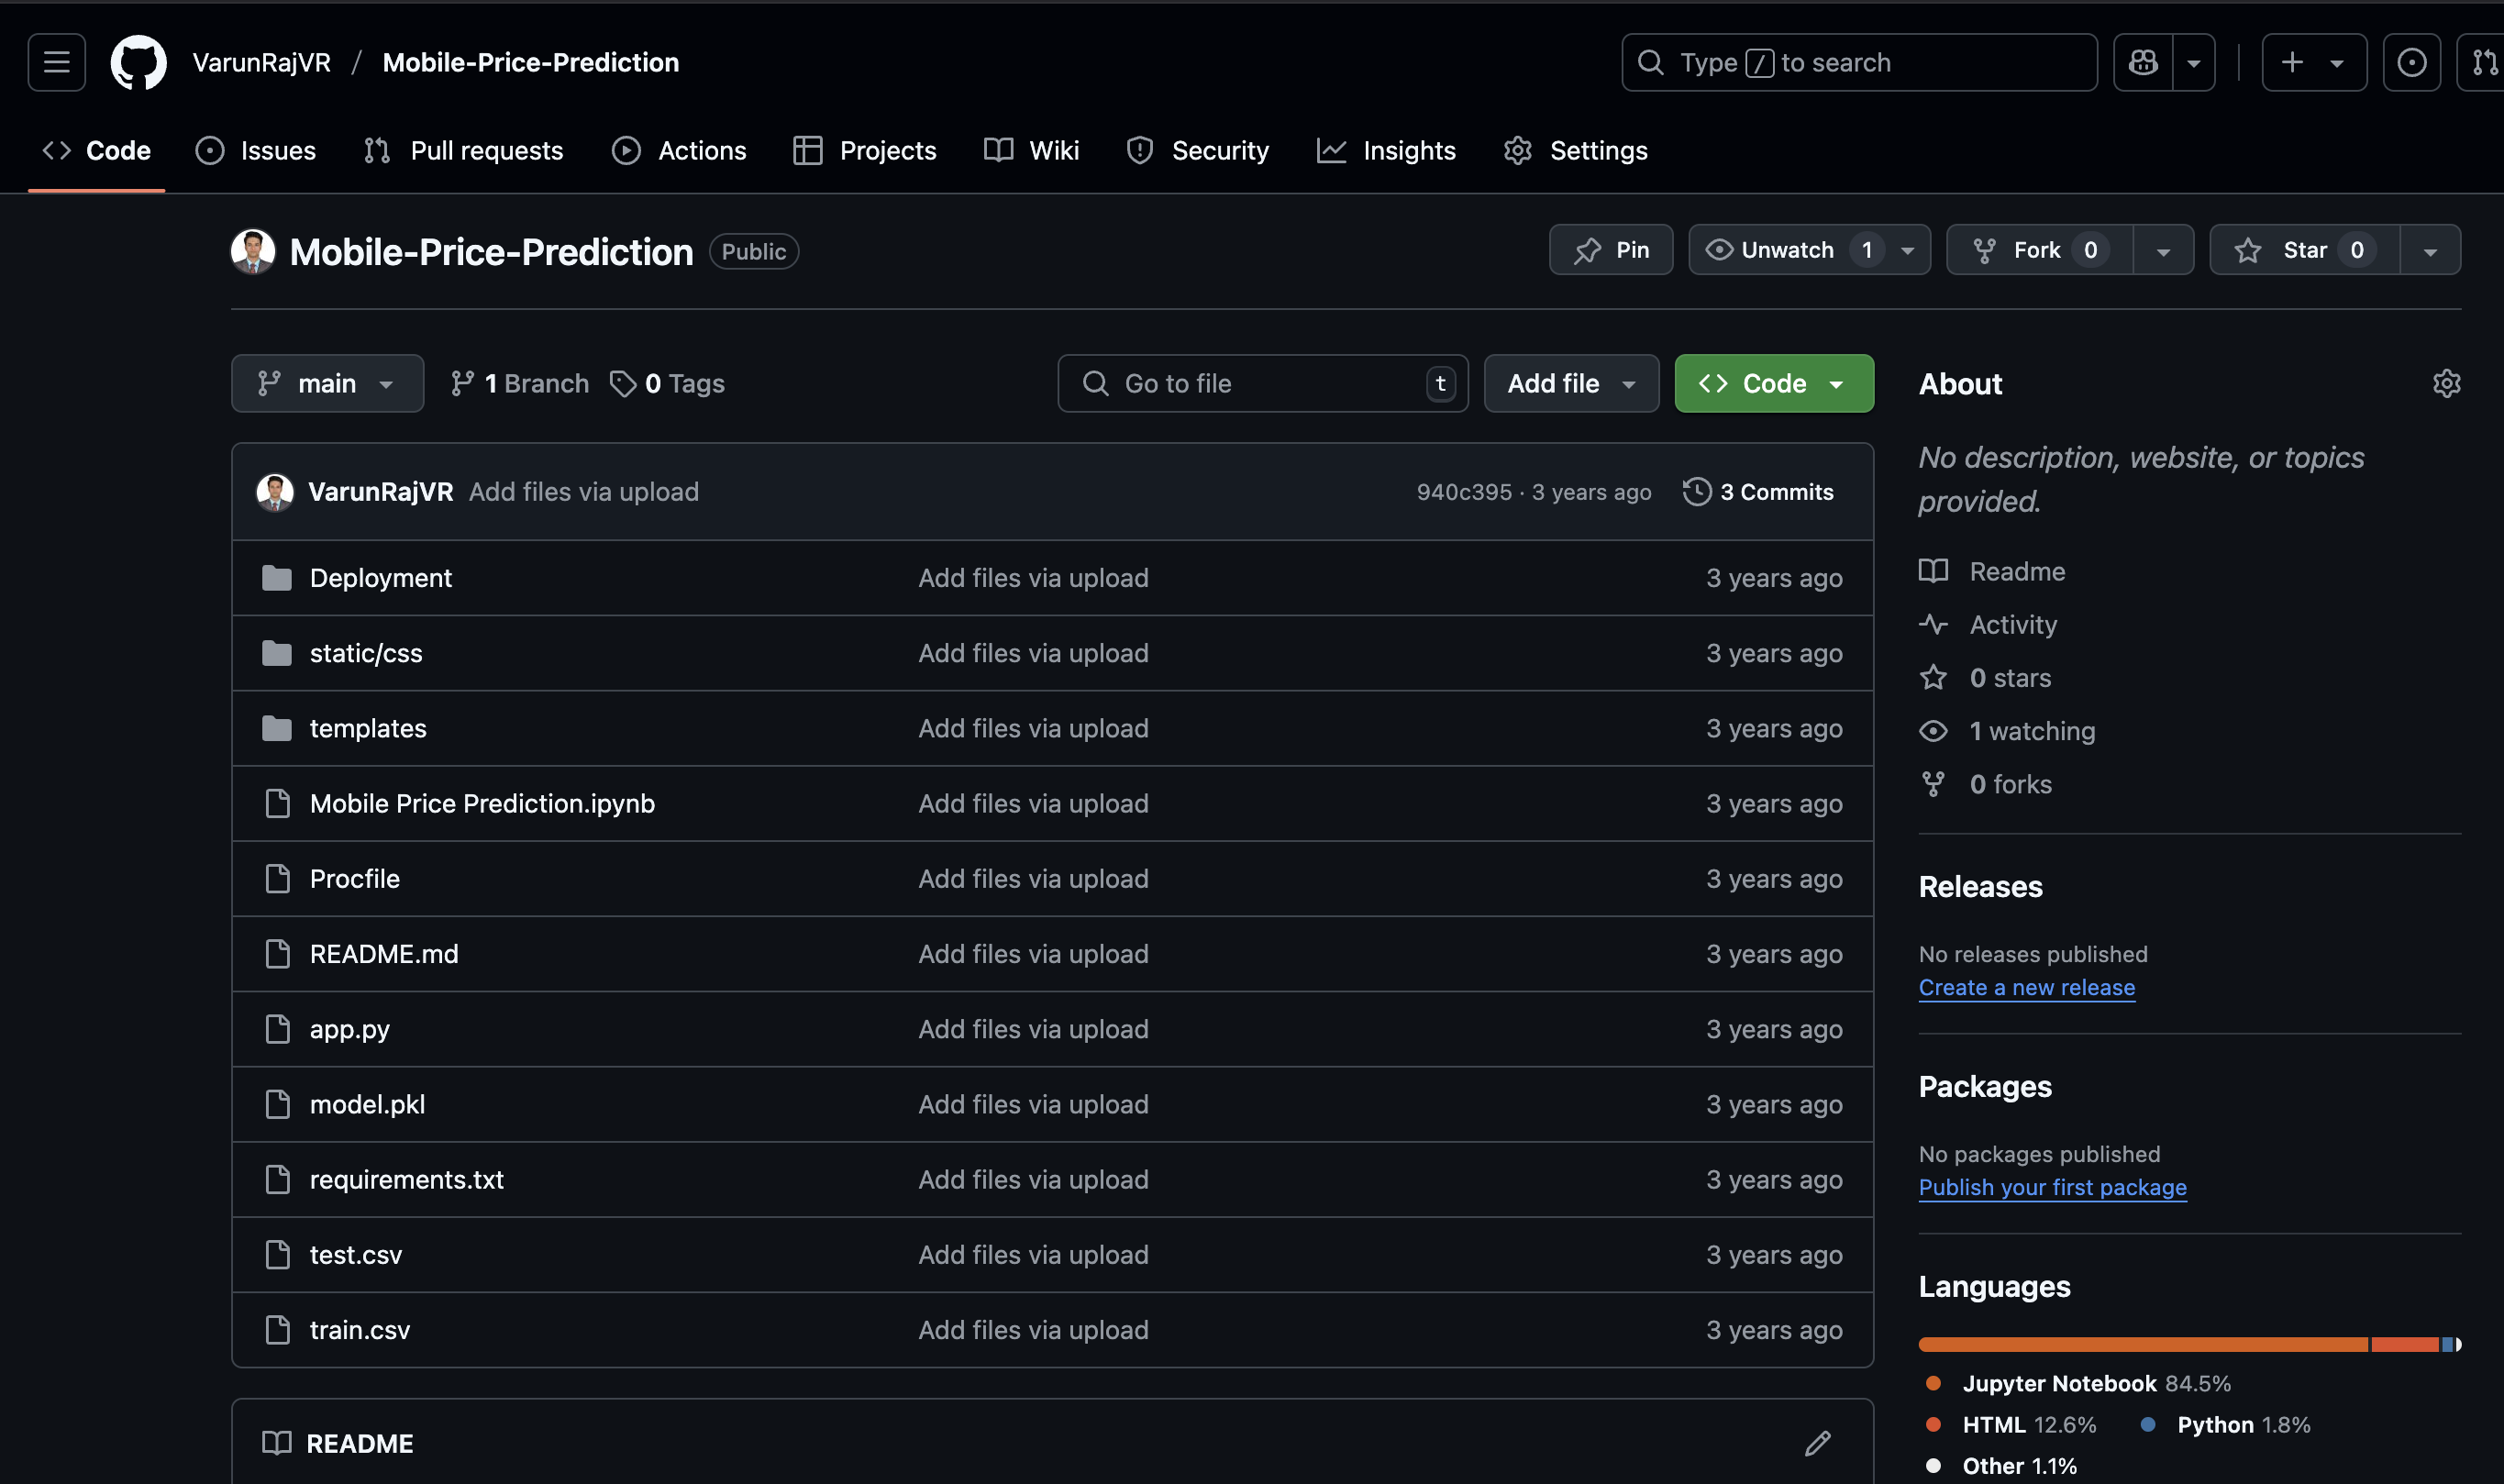 VarunRajVR / Mobile-Price-Prediction
Type / to search
Code Issues Pull requests Actions Projects Wiki Security Insights Settings
Mobile-Price-Prediction Public
Pin Unwatch 1 Fork 0 Star 0
main 1 Branch 0 Tags Go to file t Add file Code
VarunRajVR Add files via upload 940c395 · 3 years ago 3 Commits
Deployment Add files via upload 3 years ago
static/css Add files via upload 3 years ago
templates Add files via upload 3 years ago
Mobile Price Prediction.ipynb Add files via upload 3 years ago
Procfile Add files via upload 3 years ago
README.md Add files via upload 3 years ago
app.py Add files via upload 3 years ago
model.pkl Add files via upload 3 years ago
requirements.txt Add files via upload 3 years ago
test.csv Add files via upload 3 years ago
train.csv Add files via upload 3 years ago
README
About
No description, website, or topics
provided.
Readme
Activity
0 stars
1 watching
0 forks
Releases
No releases published
Create a new release
Packages
No packages published
Publish your first package
Languages
Jupyter Notebook 84.5%
HTML 12.6% Python 1.8%
Other 1.1%